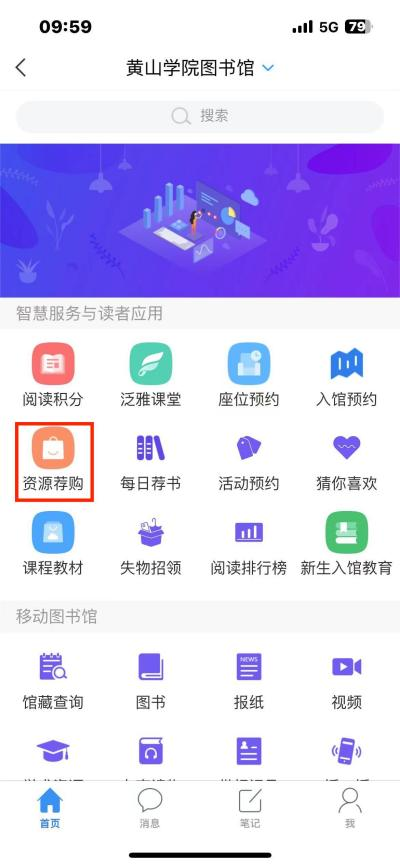 09:59
5G 79
黄山学院图书馆
搜索
智慧服务与读者应用
阅读积分 泛雅课堂 座位预约 入馆预约
资源荐购 每日荐书 活动预约 猜你喜欢
课程教材 失物招领 阅读排行榜 新生入馆教育
移动图书馆
NEWS
馆藏查询 图书 报纸 视频
首页 消息 笔记 我